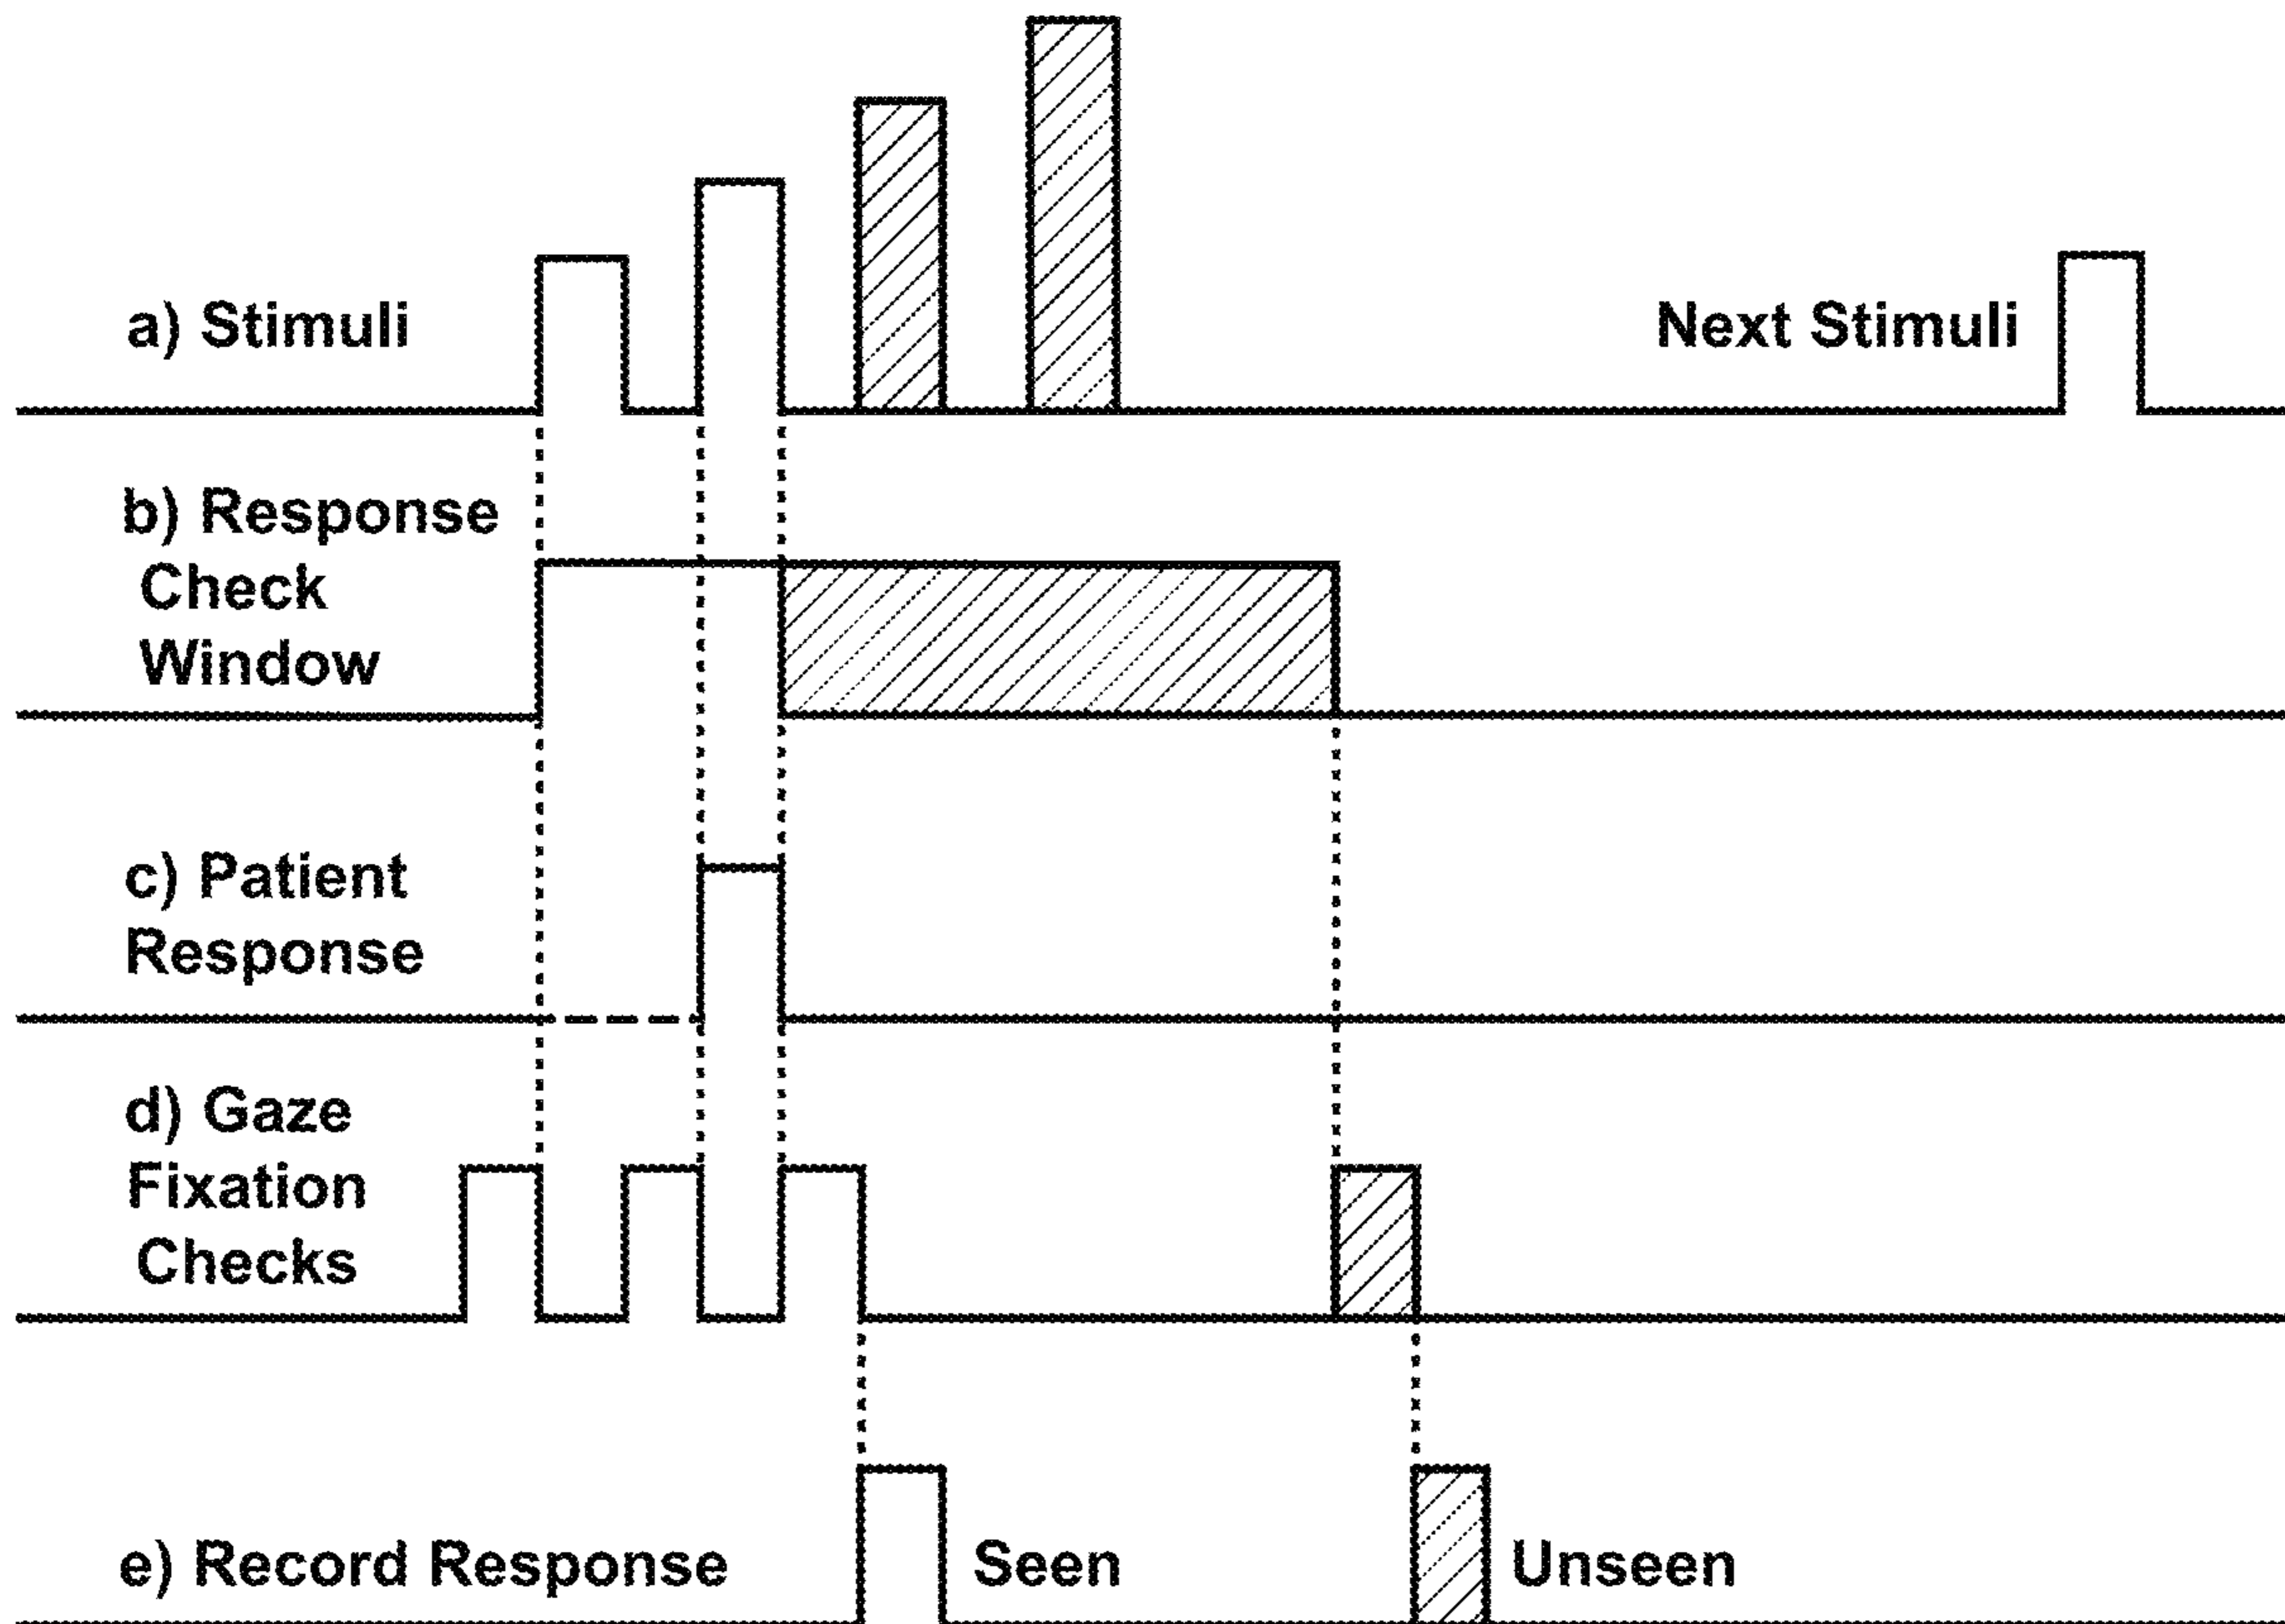 a) Stimuli
Next Stimuli
b) Response
Check
Window
c) Patient
Response
d) Gaze
Fixation
Checks
e) Record Response
Seen
Unseen